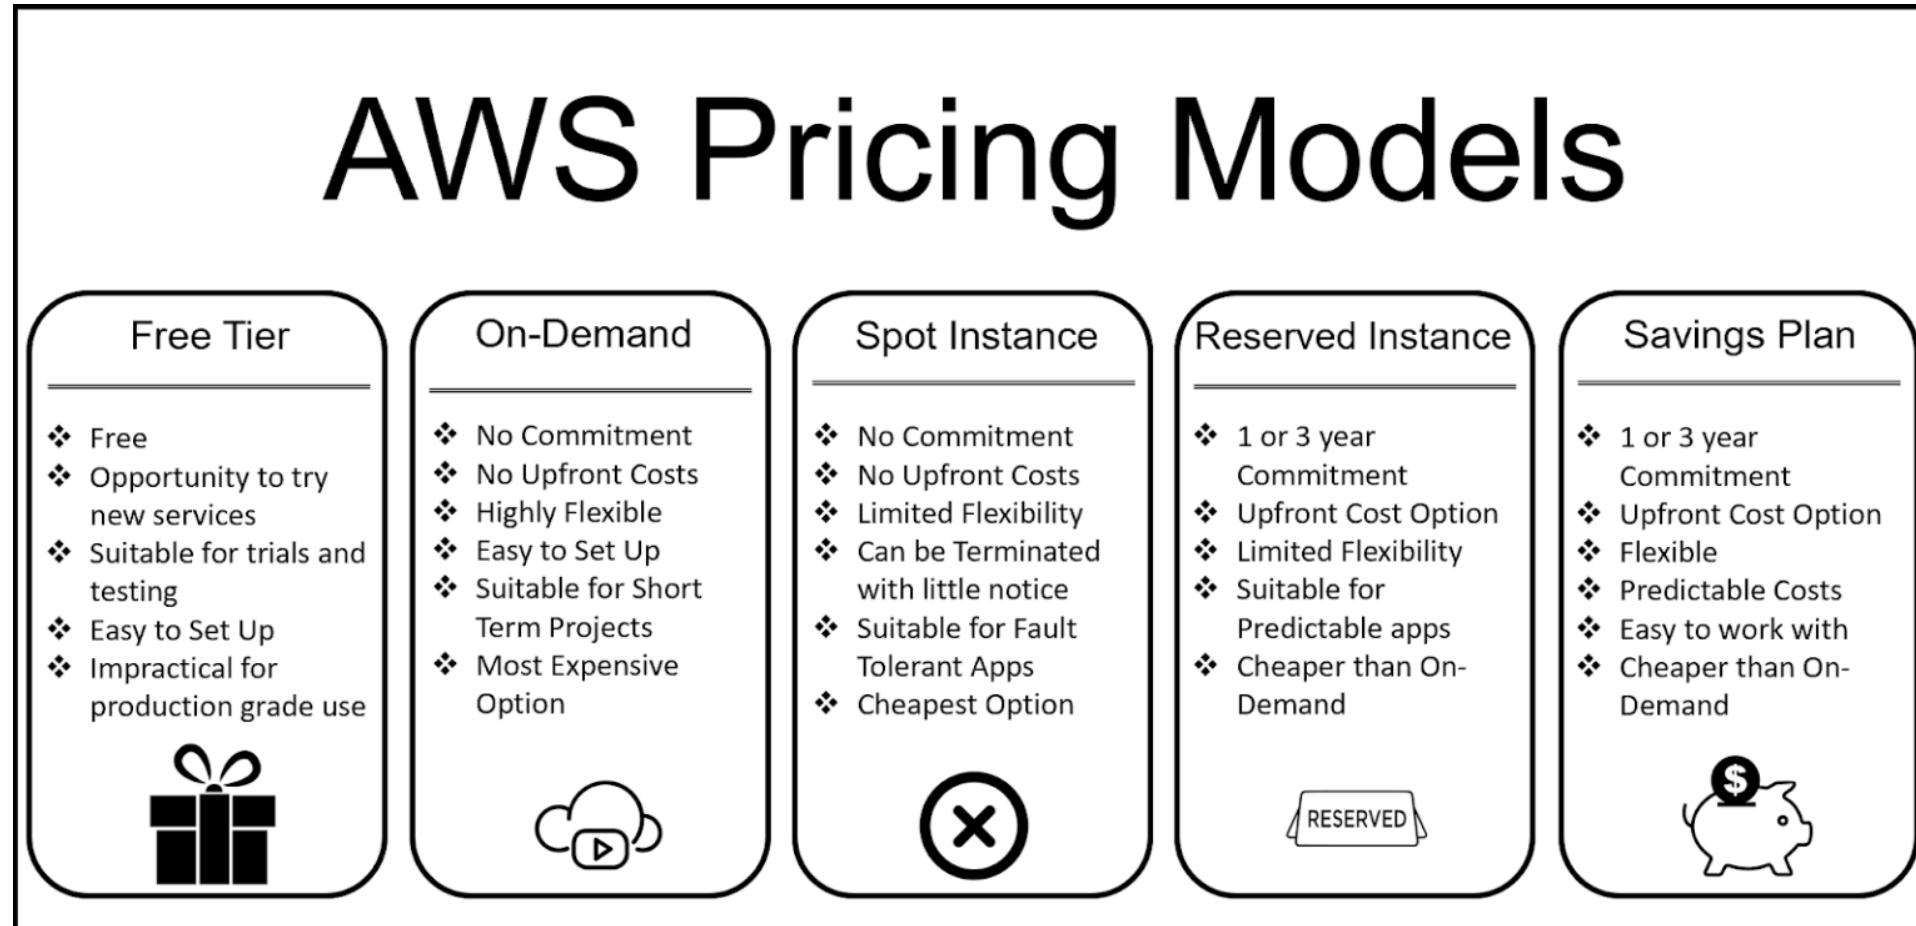 AWS Pricing Models
Free Tier
❖ Free
❖ Opportunity to try
new services
❖ Suitable for trials and
testing
❖ Easy to Set Up
❖ Impractical for
production grade use
On-Demand
❖ No Commitment
❖ No Upfront Costs
❖ Highly Flexible
❖ Easy to Set Up
❖ Suitable for Short
Term Projects
❖ Most Expensive
Option
Spot Instance
❖ No Commitment
❖ No Upfront Costs
❖ Limited Flexibility
❖ Can be Terminated
with little notice
❖ Suitable for Fault
Tolerant Apps
❖ Cheapest Option
Reserved Instance
❖ 1 or 3 year
Commitment
❖ Upfront Cost Option
❖ Limited Flexibility
❖ Suitable for
Predictable apps
❖ Cheaper than On-
Demand
RESERVED
Savings Plan
❖ 1 or 3 year
Commitment
❖ Upfront Cost Option
❖ Flexible
❖ Predictable Costs
❖ Easy to work with
❖ Cheaper than On-
Demand
$